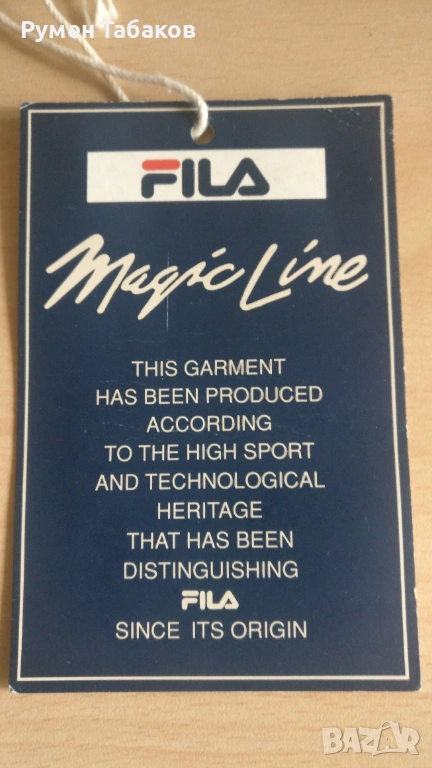 Румен Табаков
FILA
Magic Line
THIS GARMENT
HAS BEEN PRODUCED
ACCORDING
TO THE HIGH SPORT
AND TECHNOLOGICAL
HERITAGE
THAT HAS BEEN
DISTINGUISHING
FILA
SINCE ITS ORIGIN
BAZAR